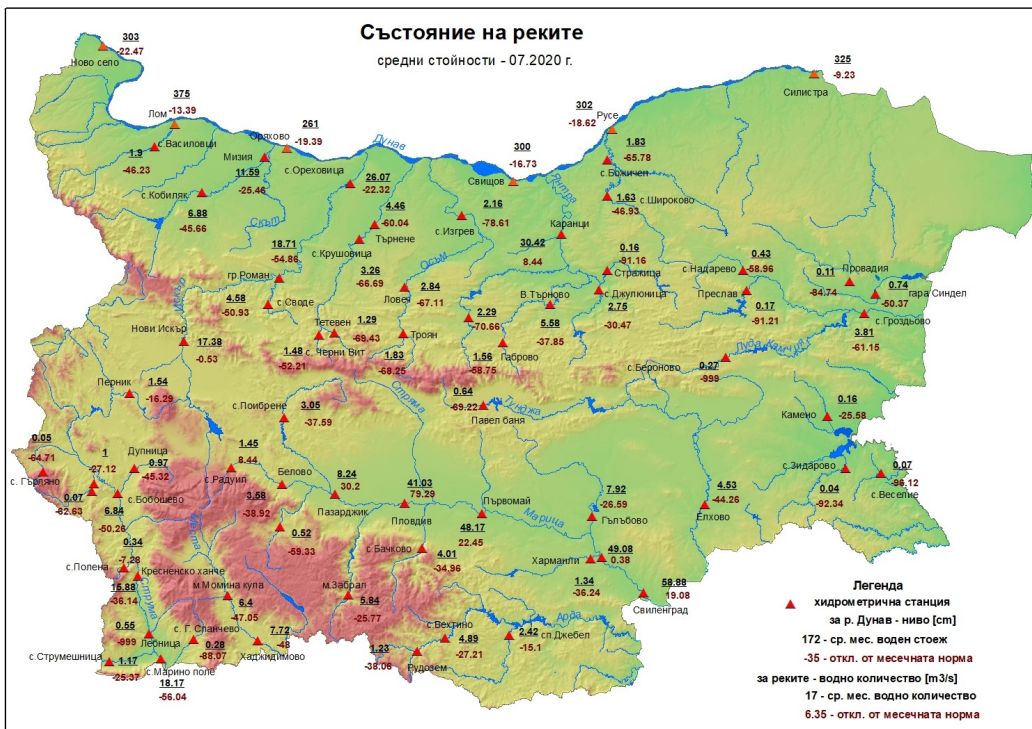 Състояние на реките
средни стойности - 07.2020 г.
303
-22.47
Ново село
325
-9.23
Силистра
375
-13.39
Лом
302
-18.62
Русе
261
-19.39
Оряхово
Дунав
300
-16.73
Свищов
с.Василовци
1.9
-46.23
Мизия
11.59
-25.46
с.Ореховица
26.07
-22.32
1.83
-65.78
с.Божичен
с.Кобиляк
6.88
-45.66
Скът
4.46
-60.04
Търнене
2.16
-78.61
с.Изгрев
Янтра
1.63
-46.93
с.Широково
Каранци
30.42
8.44
с.Крушовица
3.26
-66.69
18.71
-54.86
гр Роман
Искър
Осъм
0.16
-91.16
Стражица
с.Надарево
0.43
-58.96
Провадия
0.11
-84.74
0.74
-50.37
гара Синдел
4.58
-50.93
с.Своде
Ловеч
2.84
-67.11
с.Джулюница
2.75
-30.47
Преслав
0.17
-91.21
с.Гроздьово
3.81
-61.15
В.Търново
5.58
-37.85
2.29
-70.66
Нови Искър
17.38
-0.53
Тетевен
1.29
-69.43
с. Черни Вит
1.48
-52.21
Троян
1.83
-68.25
Габрово
1.56
-58.75
Луда Камчия
с.Бероново
0.27
-999
Перник
1.54
-16.29
Стряма
0.64
-69.22
Павел баня
Тунджа
0.16
-25.58
Камено
с.Поибрене
3.05
-37.59
0.05
-64.71
с. Гърляно
1
-27.12
Дупница
0.97
-45.32
0.07
-82.63
с.Бобошево
6.84
-50.26
1.45
8.44
с.Радуил
Белово
3.58
-38.92
8.24
30.2
Пазарджик
41.03
79.29
Пловдив
Първомай
48.17
22.45
Марица
7.92
-26.59
Гълъбово
4.53
-44.26
Елхово
с.Зидарово
0.04
-92.34
0.07
-96.12
с.Веселие
0.52
-59.33
с.Бачково
4.01
-34.96
Харманли
1.34
-36.24
49.08
0.38
58.88
19.08
Свиленград
0.34
-7.28
с.Полена
Кресненско ханче
15.88
-36.14
Струма
м.Момина кула
6.4
-47.05
м.Забрал
5.84
-25.77
Арда
0.55
-999
Лебница
с. Г. Спанчево
0.28
-88.07
7.72
-48
Хаджидимово
с.Вехтино
4.89
-27.21
2.42
-15.1
сп.Джебел
1.23
-38.06
Рудозем
с.Струмешница
1.17
-25.37
с.Марино поле
18.17
-56.04
Легенда
хидрометрична станция
за р. Дунав - ниво [cm]
172 - ср. мес. воден стоеж
-35 - откл. от месечната норма
за реките - водно количество [m3/s]
17 - ср. мес. водно количество
6.35 - откл. от месечната норма